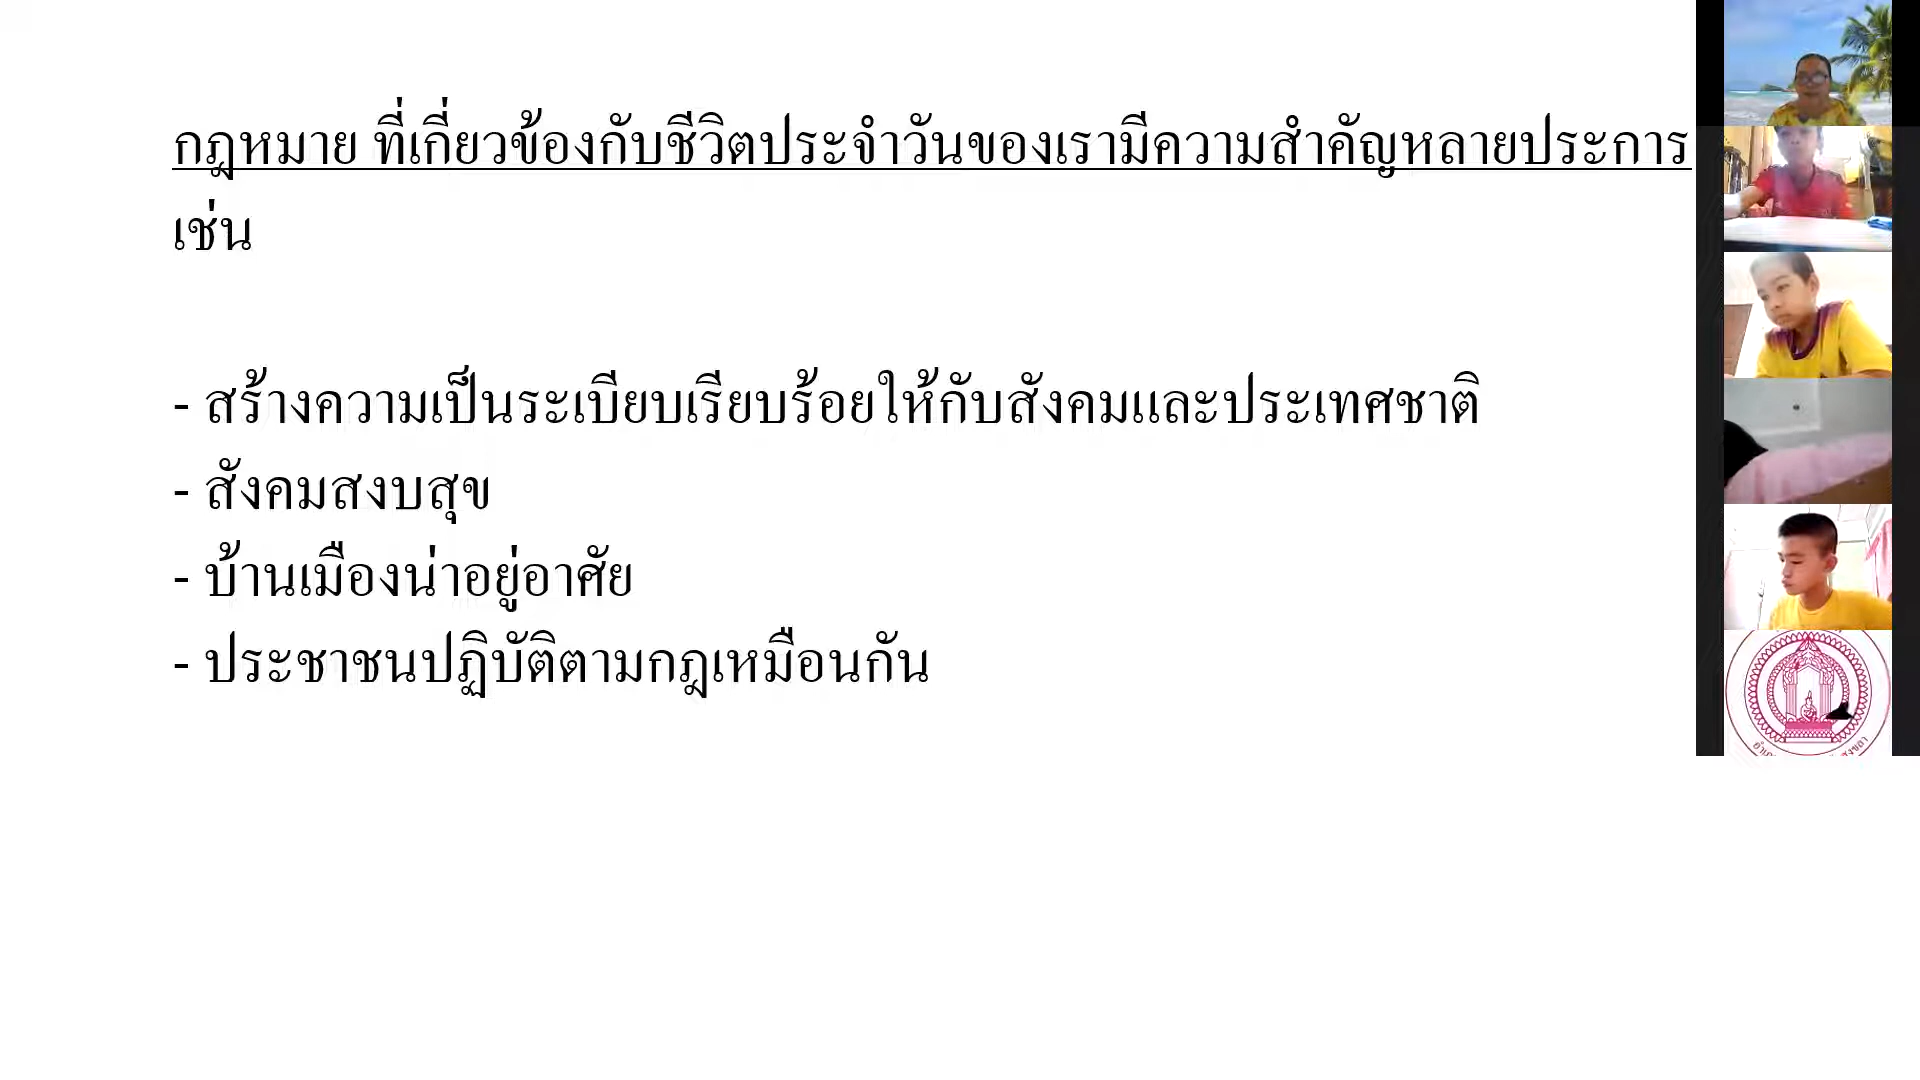 กฎหมาย ที่เกี่ยวข้องกับชีวิตประจำวันของเรามีความสำคัญหลายประการ
เช่น
- สร้างความเป็นระเบียบเรียบร้อยให้กับสังคมและประเทศชาติ
- สังคมสงบสุข
- บ้านเมืองน่าอยู่อาศัย
- ประชาชนปฏิบัติตามกฎเหมือนกัน